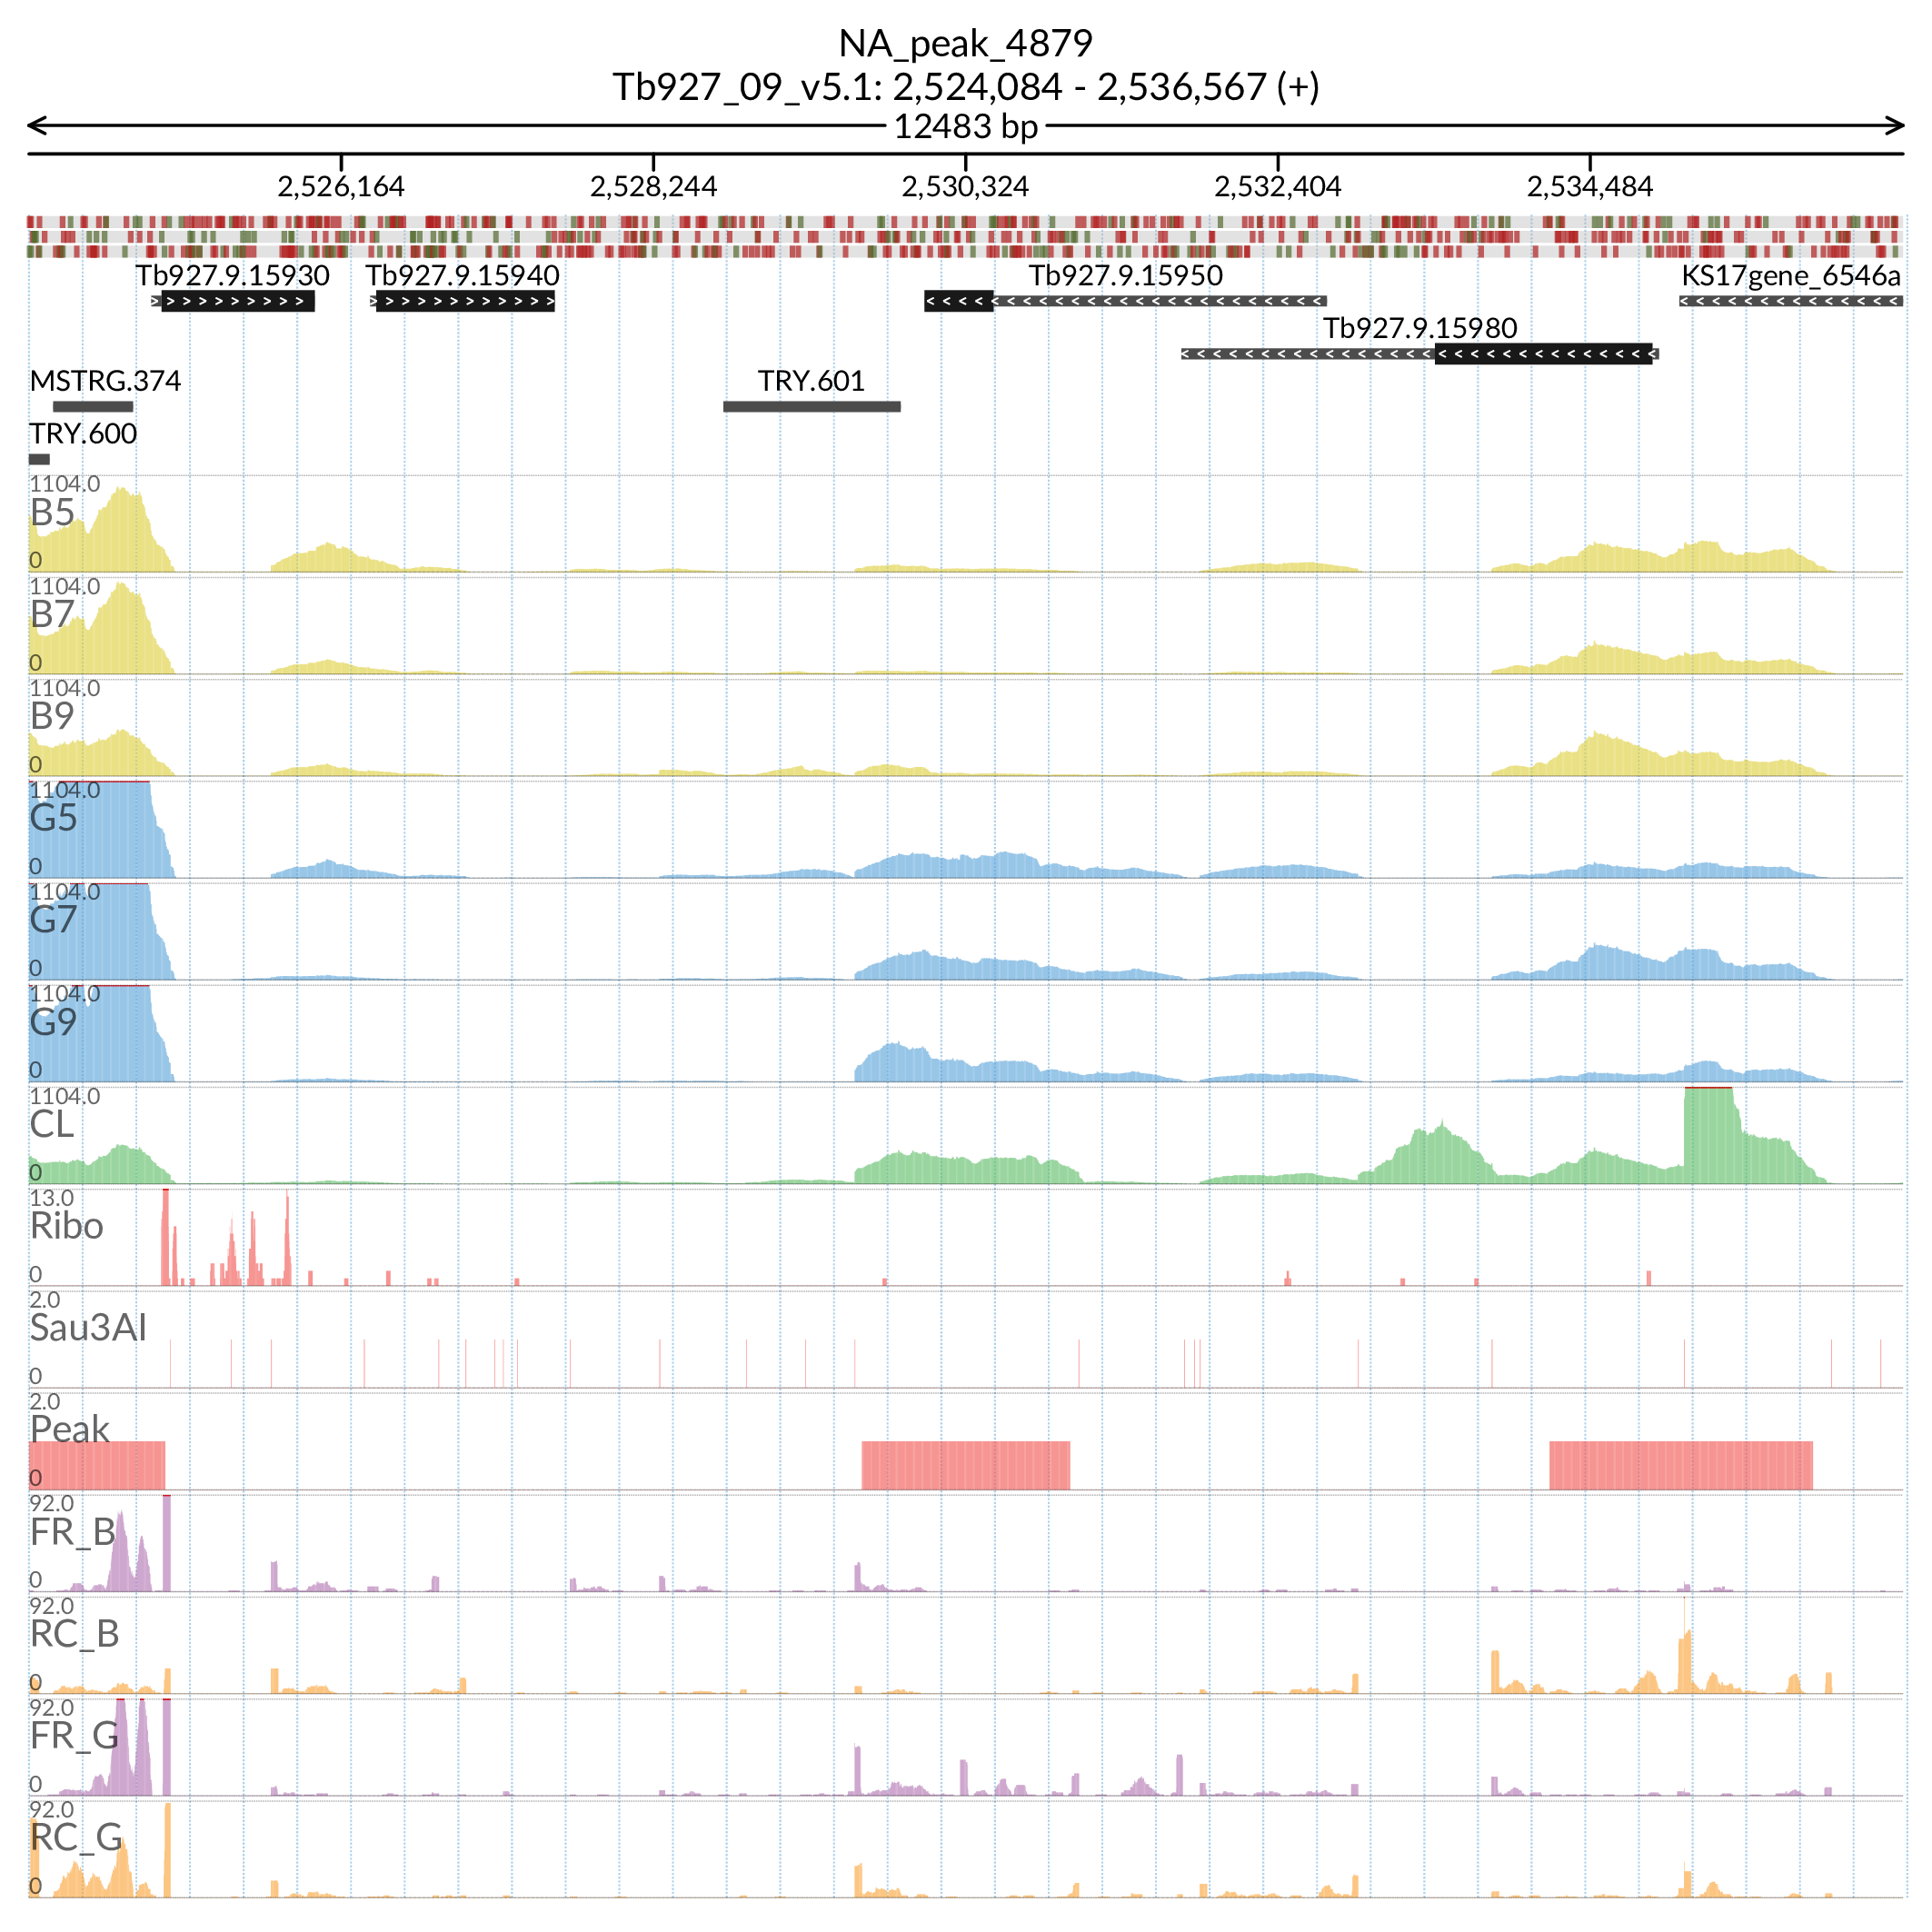 NA_peak_4879
Tb927_09_v5.1: 2,524,084 - 2,536,567 (+)
12483 bp
2,526,164 2,528,244 2,530,324 2,532,404 2,534,484
Tb927.9.15930 Tb927.9.15940 Tb927.9.15950 KS17gene_6546a
Tb927.9.15980
MSTRG.374 TRY.601
TRY.600
1104.0
B5
0
1104.0
B7
0
1104.0
B9
0
1104.0
G5
0
1104.0
G7
0
1104.0
G9
0
1104.0
CL
0
13.0
Ribo
0
2.0
Sau3AI
0
2.0
Peak
0
92.0
FR_B
0
92.0
RC_B
0
92.0
FR_G
0
92.0
RC_G
0